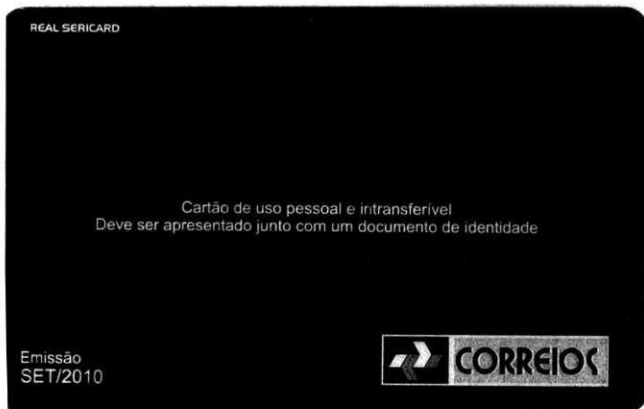 REAL SERICARD
Cartão de uso pessoal e intransferível
Deve ser apresentado junto com um documento de identidade
Emissão
SET/2010
CORREIOS